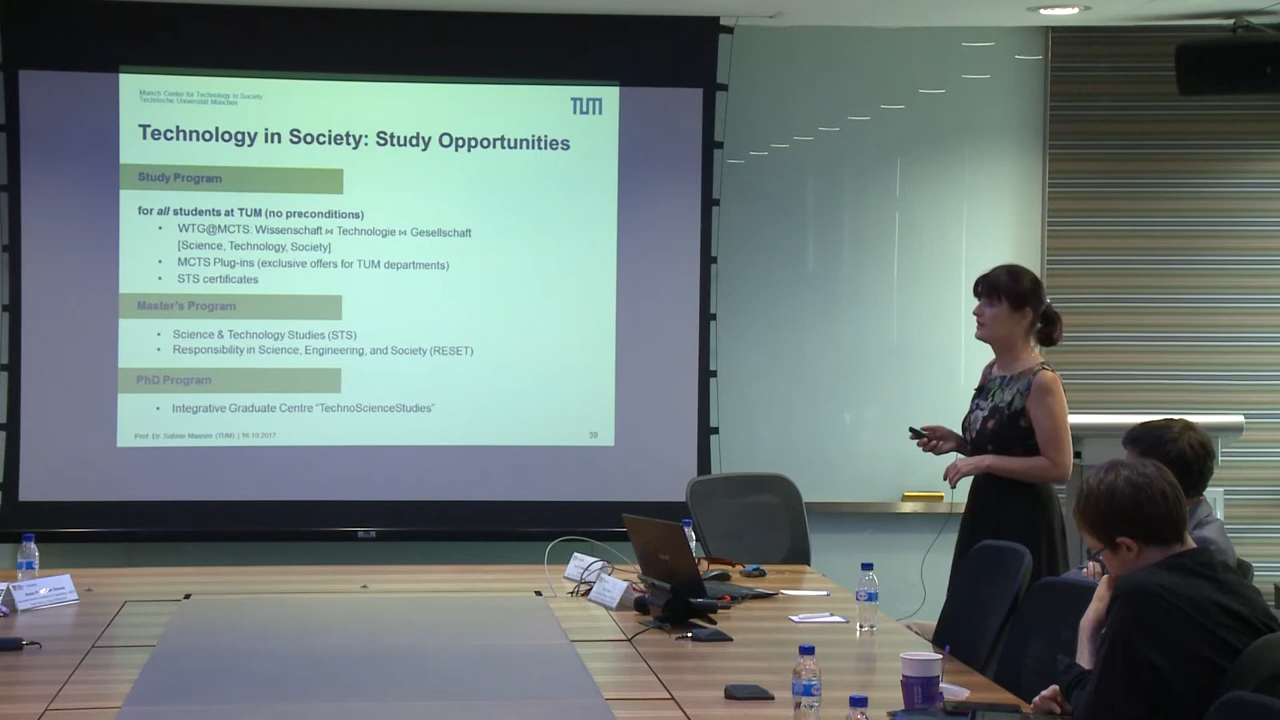 Munich Center for Technology in Society
Technische Universität München
TUM
Technology in Society: Study Opportunities
Study Program
for all students at TUM (no preconditions)
• WTG@MCTS: Wissenschaft ⋈ Technologie ⋈ Gesellschaft
[Science, Technology, Society]
• MCTS Plug-ins (exclusive offers for TUM departments)
• STS certificates
Master's Program
• Science & Technology Studies (STS)
• Responsibility in Science, Engineering, and Society (RESET)
PhD Program
• Integrative Graduate Centre "TechnoScienceStudies"
Prof. Dr. Sabine Maasen (TUM) | 16.10.2017
39